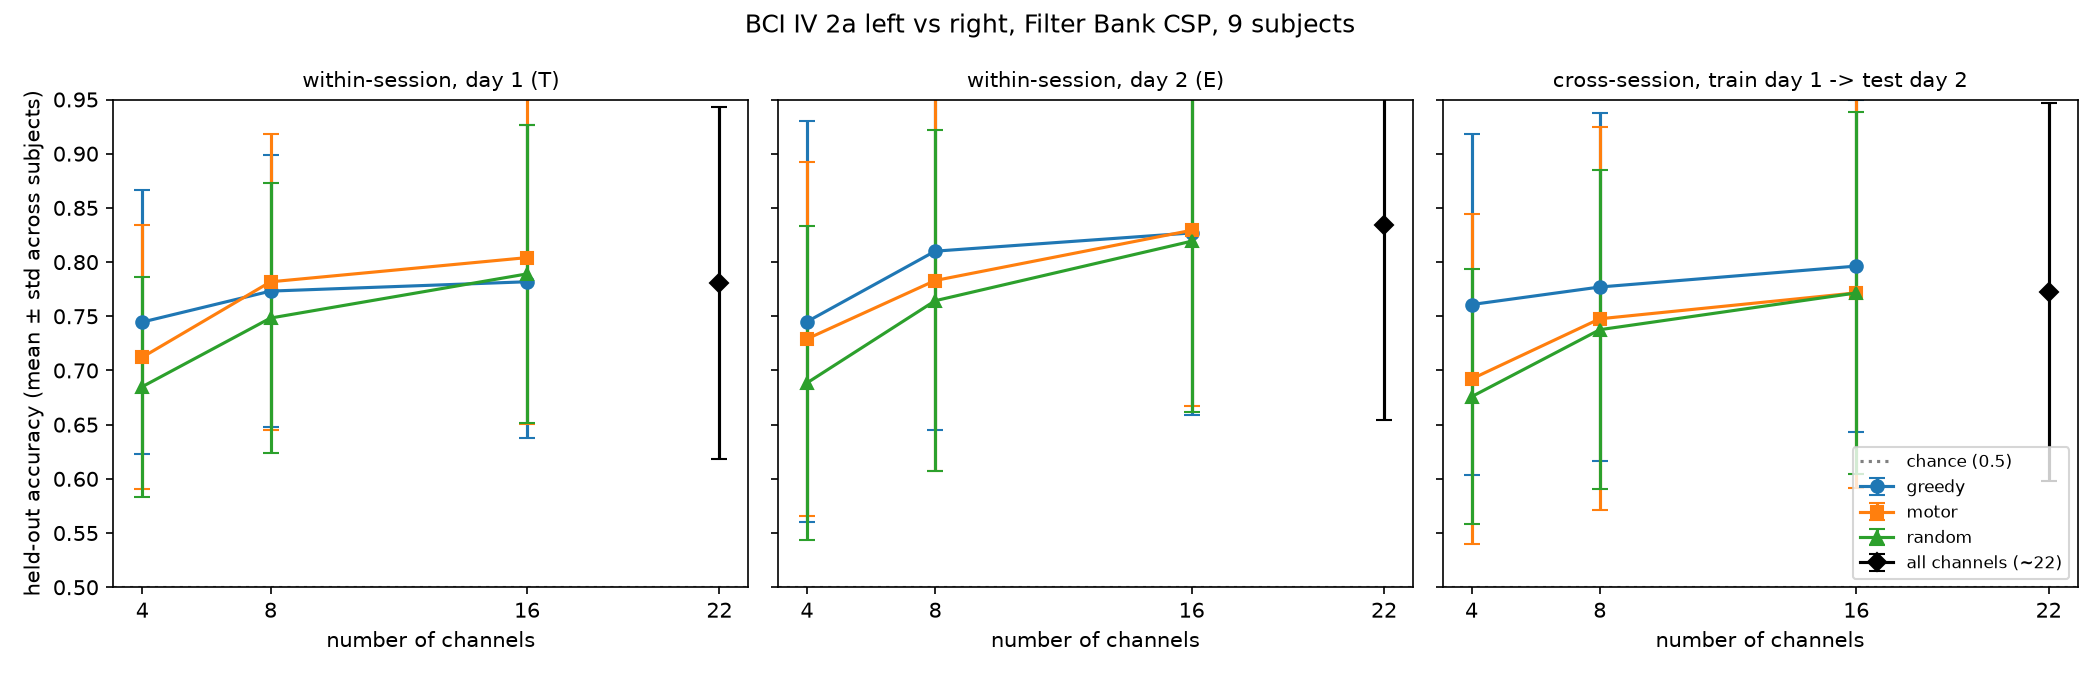 BCI IV 2a left vs right, Filter Bank CSP, 9 subjects
within-session, day 1 (T)
within-session, day 2 (E)
cross-session, train day 1 -> test day 2
held-out accuracy (mean ± std across subjects)
0.95
0.90
0.85
0.80
0.75
0.70
0.65
0.60
0.55
0.50
4 8 16 22
4 8 16 22
4 8 16 22
number of channels
number of channels
number of channels
chance (0.5)
greedy
motor
random
all channels (~22)